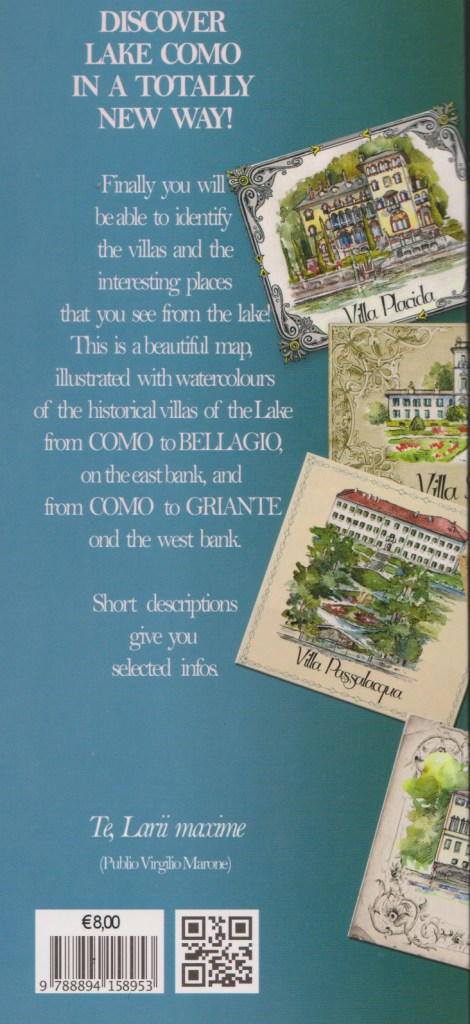 DISCOVER
LAKE COMO
IN A TOTALLY
NEW WAY!
Finally you will
be able to identify
the villas and the
interesting places
that you see from the lake!
This is a beautiful map,
illustrated with watercolours
of the historical villas of the Lake
from COMO to BELLAGIO,
on the east bank, and
from COMO to GRIANTE
ond the west bank.
Short descriptions
give you
selected infos.
Te, Larii maxime
(Publio Virgilio Marone)
€ 8,00
9 788894 158953
Villa Placida
Villa
Villa Passalacqua